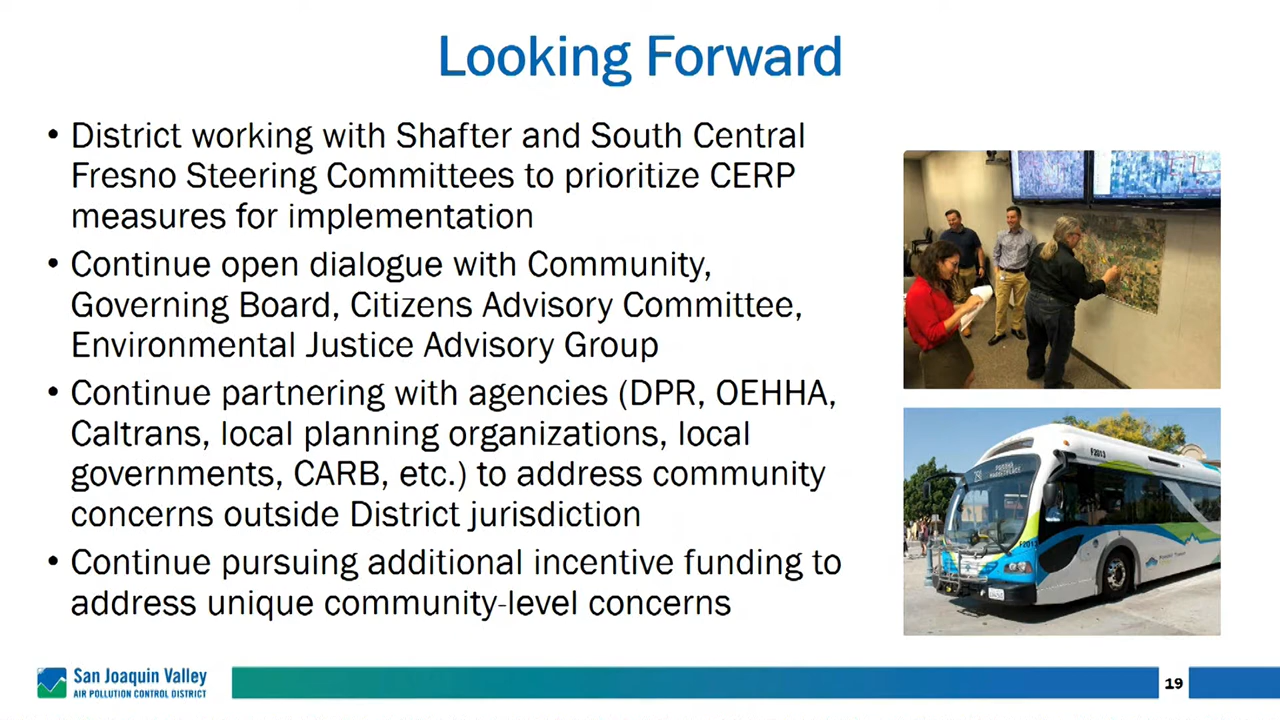 Looking Forward
• District working with Shafter and South Central
Fresno Steering Committees to prioritize CERP
measures for implementation
• Continue open dialogue with Community,
Governing Board, Citizens Advisory Committee,
Environmental Justice Advisory Group
• Continue partnering with agencies (DPR, OEHHA,
Caltrans, local planning organizations, local
governments, CARB, etc.) to address community
concerns outside District jurisdiction
• Continue pursuing additional incentive funding to
address unique community-level concerns
F2013
San Joaquin Valley
AIR POLLUTION CONTROL DISTRICT
19